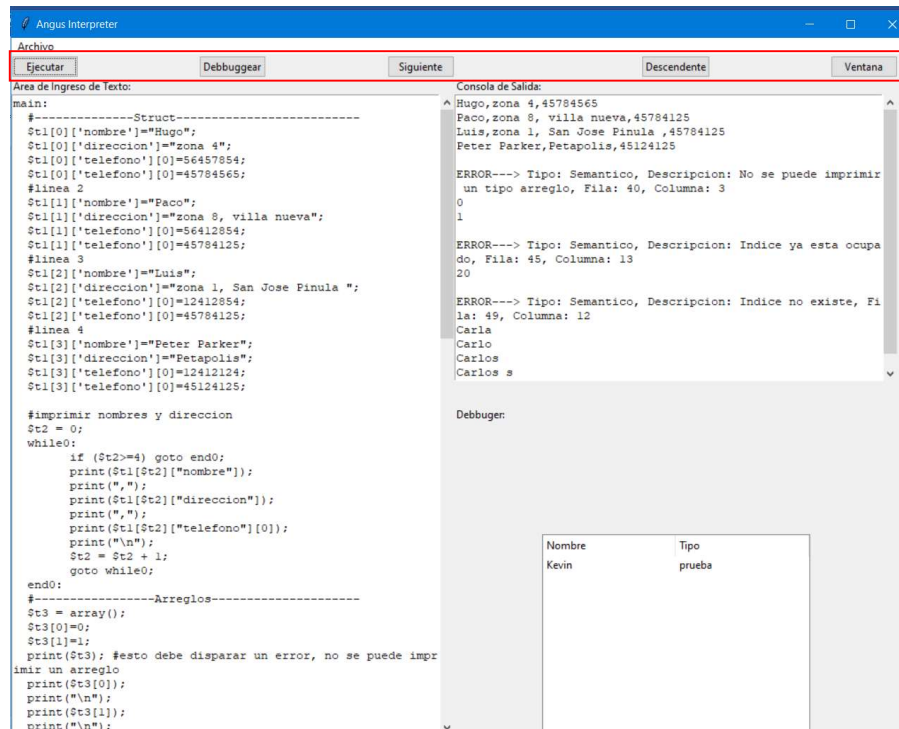 Angus Interpreter
Archivo
Ejecutar
Debbuggear
Siguiente
Descendente
Ventana
Area de Ingreso de Texto:
main:
#--------------Struct--------------------------
$t1[0]['nombre']="Hugo";
$t1[0]['direccion']="zona 4";
$t1[0]['telefono'][0]=56457854;
$t1[0]['telefono'][0]=45784565;
#linea 2
$t1[1]['nombre']="Paco";
$t1[1]['direccion']="zona 8, villa nueva";
$t1[1]['telefono'][0]=56412854;
$t1[1]['telefono'][0]=45784125;
#linea 3
$t1[2]['nombre']="Luis";
$t1[2]['direccion']="zona 1, San Jose Pinula ";
$t1[2]['telefono'][0]=12412854;
$t1[2]['telefono'][0]=45784125;
#linea 4
$t1[3]['nombre']="Peter Parker";
$t1[3]['direccion']="Petapolis";
$t1[3]['telefono'][0]=12412124;
$t1[3]['telefono'][0]=45124125;
#imprimir nombres y direccion
$t2 = 0;
while0:
if ($t2>=4) goto end0;
print($t1[$t2]["nombre"]);
print(",");
print($t1[$t2]["direccion"]);
print(",");
print($t1[$t2]["telefono"][0]);
print("\n");
$t2 = $t2 + 1;
goto while0;
end0:
#-----------------Arreglos---------------------
$t3 = array();
$t3[0]=0;
$t3[1]=1;
print($t3); #esto debe disparar un error, no se puede impr
imir un arreglo
print($t3[0]);
print("\n");
print($t3[1]);
print("\n");
Consola de Salida:
Hugo,zona 4,45784565
Paco,zona 8, villa nueva,45784125
Luis,zona 1, San Jose Pinula ,45784125
Peter Parker,Petapolis,45124125
ERROR---> Tipo: Semantico, Descripcion: No se puede imprimir
un tipo arreglo, Fila: 40, Columna: 3
0
1
ERROR---> Tipo: Semantico, Descripcion: Indice ya esta ocupa
do, Fila: 45, Columna: 13
20
ERROR---> Tipo: Semantico, Descripcion: Indice no existe, Fi
la: 49, Columna: 12
Carla
Carlo
Carlos
Carlos s
Debbuger:
Nombre Tipo
Kevin prueba